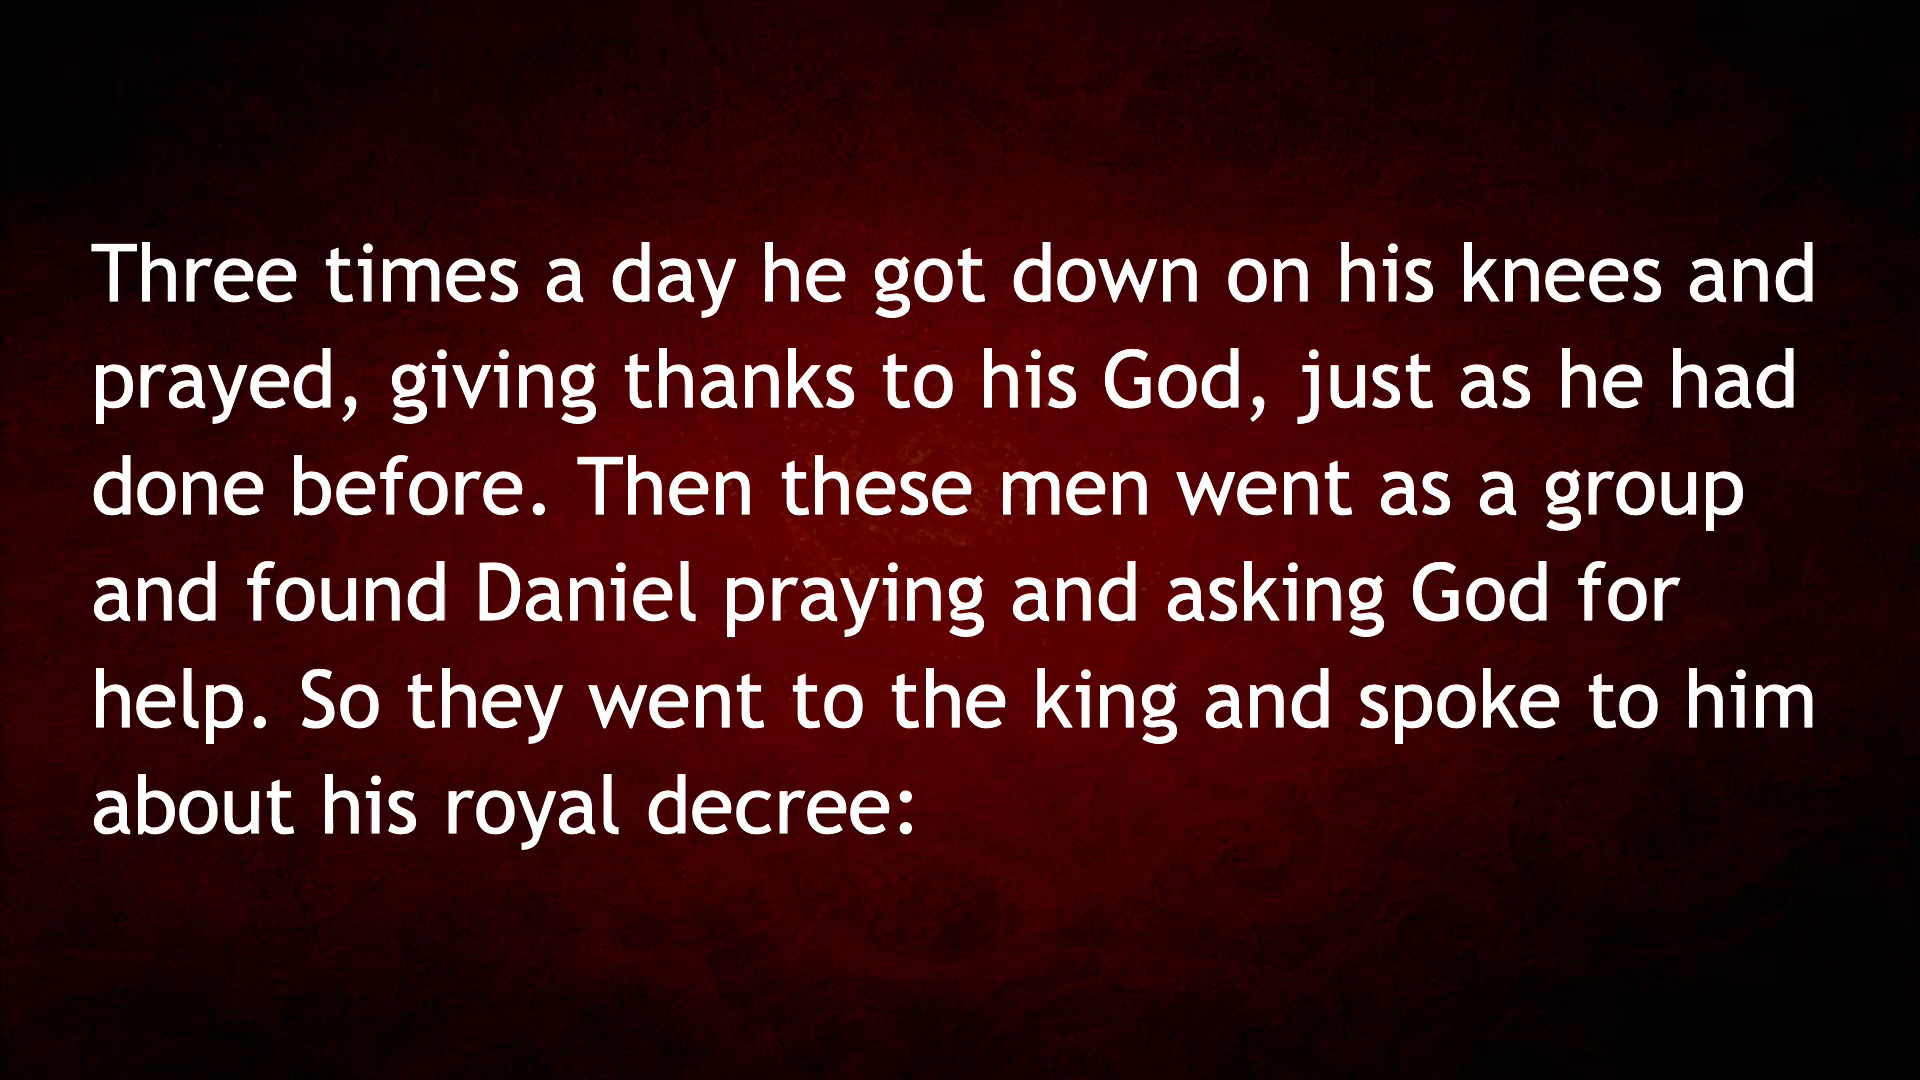 Three times a day he got down on his knees and
prayed, giving thanks to his God, just as he had
done before. Then these men went as a group
and found Daniel praying and asking God for
help. So they went to the king and spoke to him
about his royal decree: